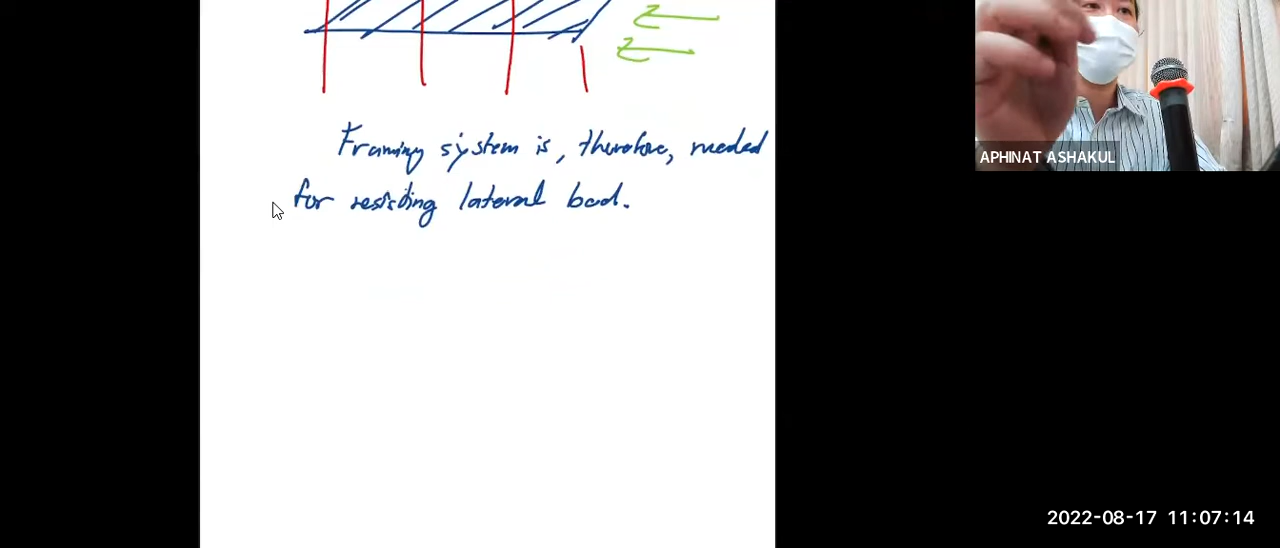 Framing system is, therefore, needed
for resisting lateral load.
APHINAT ASHAKUL
2022-08-17 11:07:14